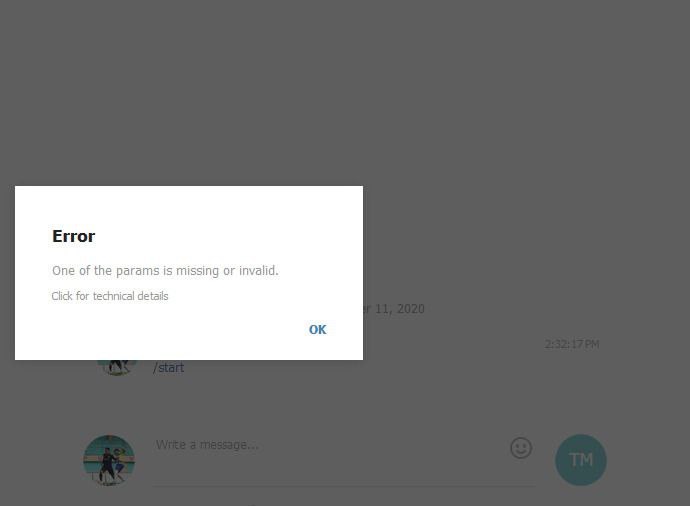 Error
One of the params is missing or invalid.
Click for technical details
OK
er 11, 2020
2:32:17 PM
/start
Write a message...
TM